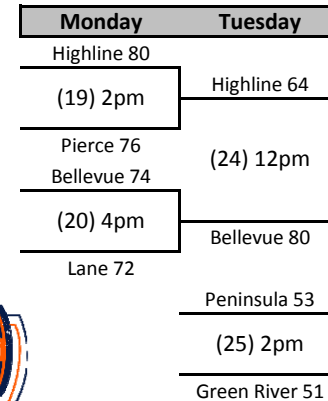 Monday
Tuesday
Highline 80
(19) 2pm
Pierce 76
Bellevue 74
(20) 4pm
Lane 72
Highline 64
(24) 12pm
Bellevue 80
Peninsula 53
(25) 2pm
Green River 51